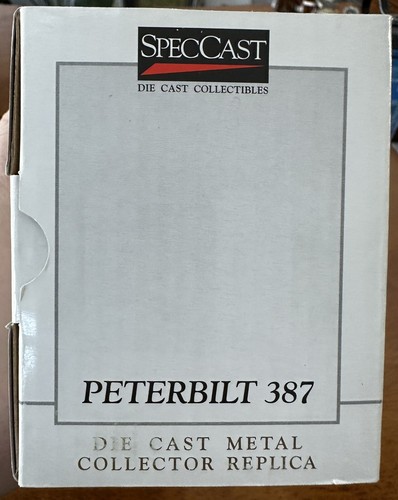 SPECCAST
DIE CAST COLLECTIBLES
PETERBILT 387
DIE CAST METAL
COLLECTOR REPLICA